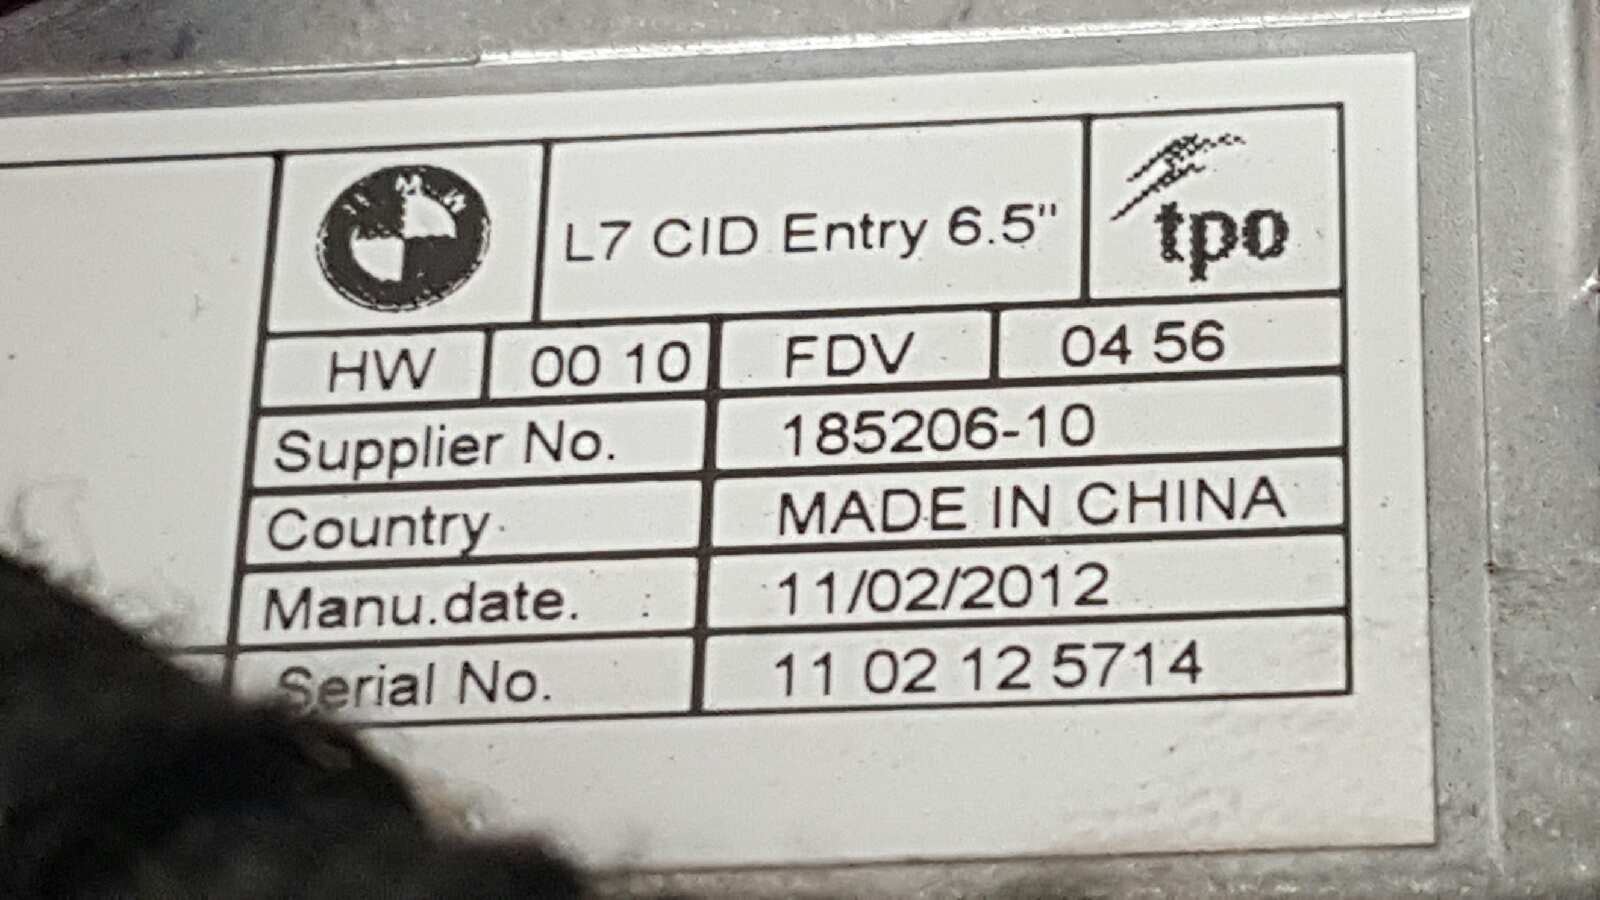 BMW
L7 CID Entry 6.5"
tpo
HW 00 10 FDV 04 56
Supplier No. 185206-10
Country MADE IN CHINA
Manu.date. : 11/02/2012
Serial No. 11 02 12 5714